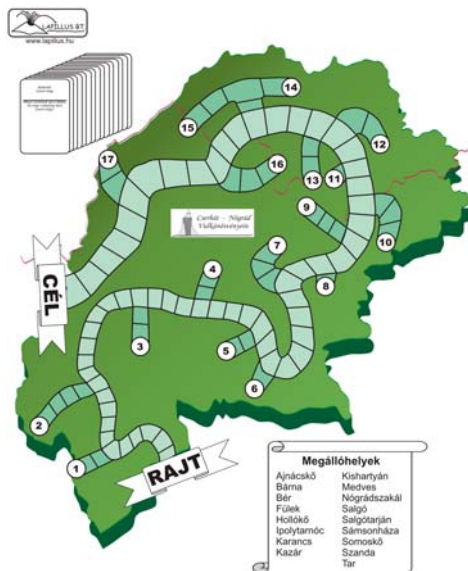 LAPILLUS BT.
www.lapilus.hu
14
15
12
17
16
13
11
9
10
7
Cserhát – Nógrád
Vulkánösvényein
4
8
CÉL
3
5
6
2
1
RAJT
Megállóhelyek
Ajnácskő Kishartyán
Bárna Medves
Bér Nógrádszakál
Fülek Salgó
Hollókő Salgótarján
Ipolytarnóc Sámsonháza
Karancs Somoskő
Kazár Szanda
Tar